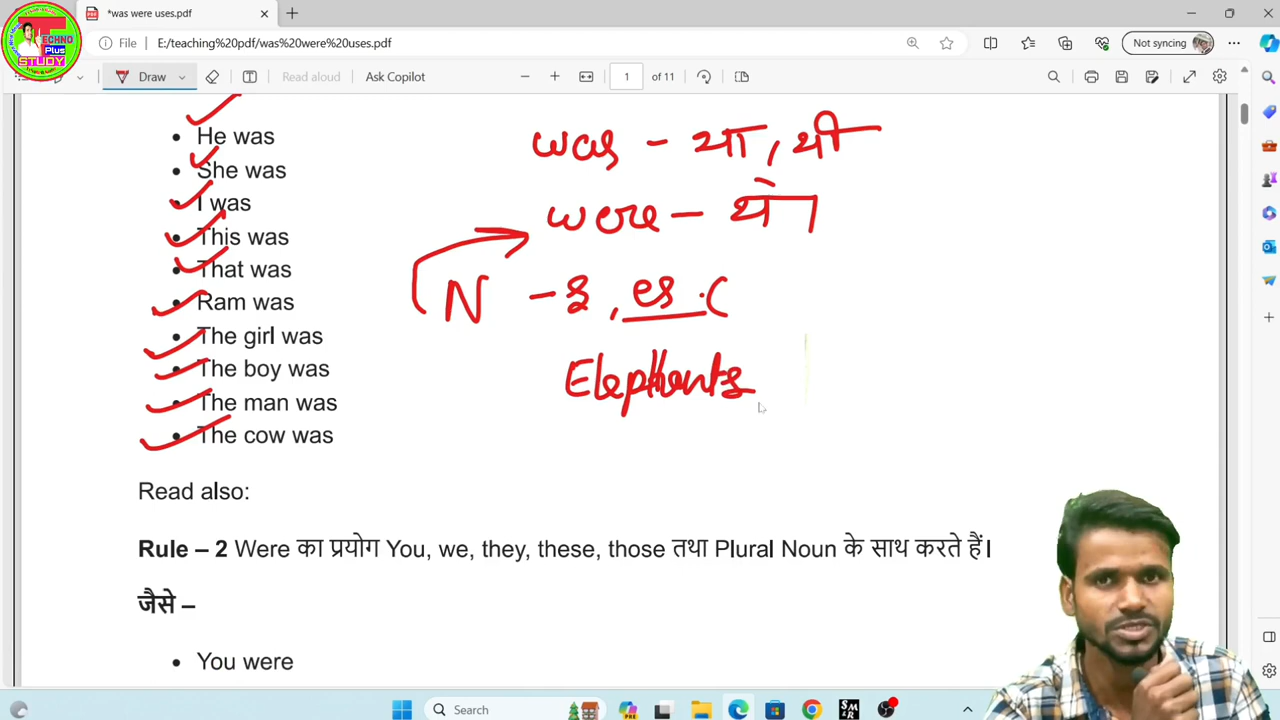 *was were uses.pdf
File E:/teaching%20pdf/was%20were%20uses.pdf Not syncing
Draw Read aloud Ask Copilot 1 of 11
TECHNO
Plus
STUDY
He was
She was
I was
This was
That was
Ram was
The girl was
The boy was
The man was
The cow was
was - था, थी
were - थे।
N - s, es. (
Elephants
Read also:
Rule – 2 Were का प्रयोग You, we, they, these, those तथा Plural Noun के साथ करते हैं।
जैसे –
You were
Search